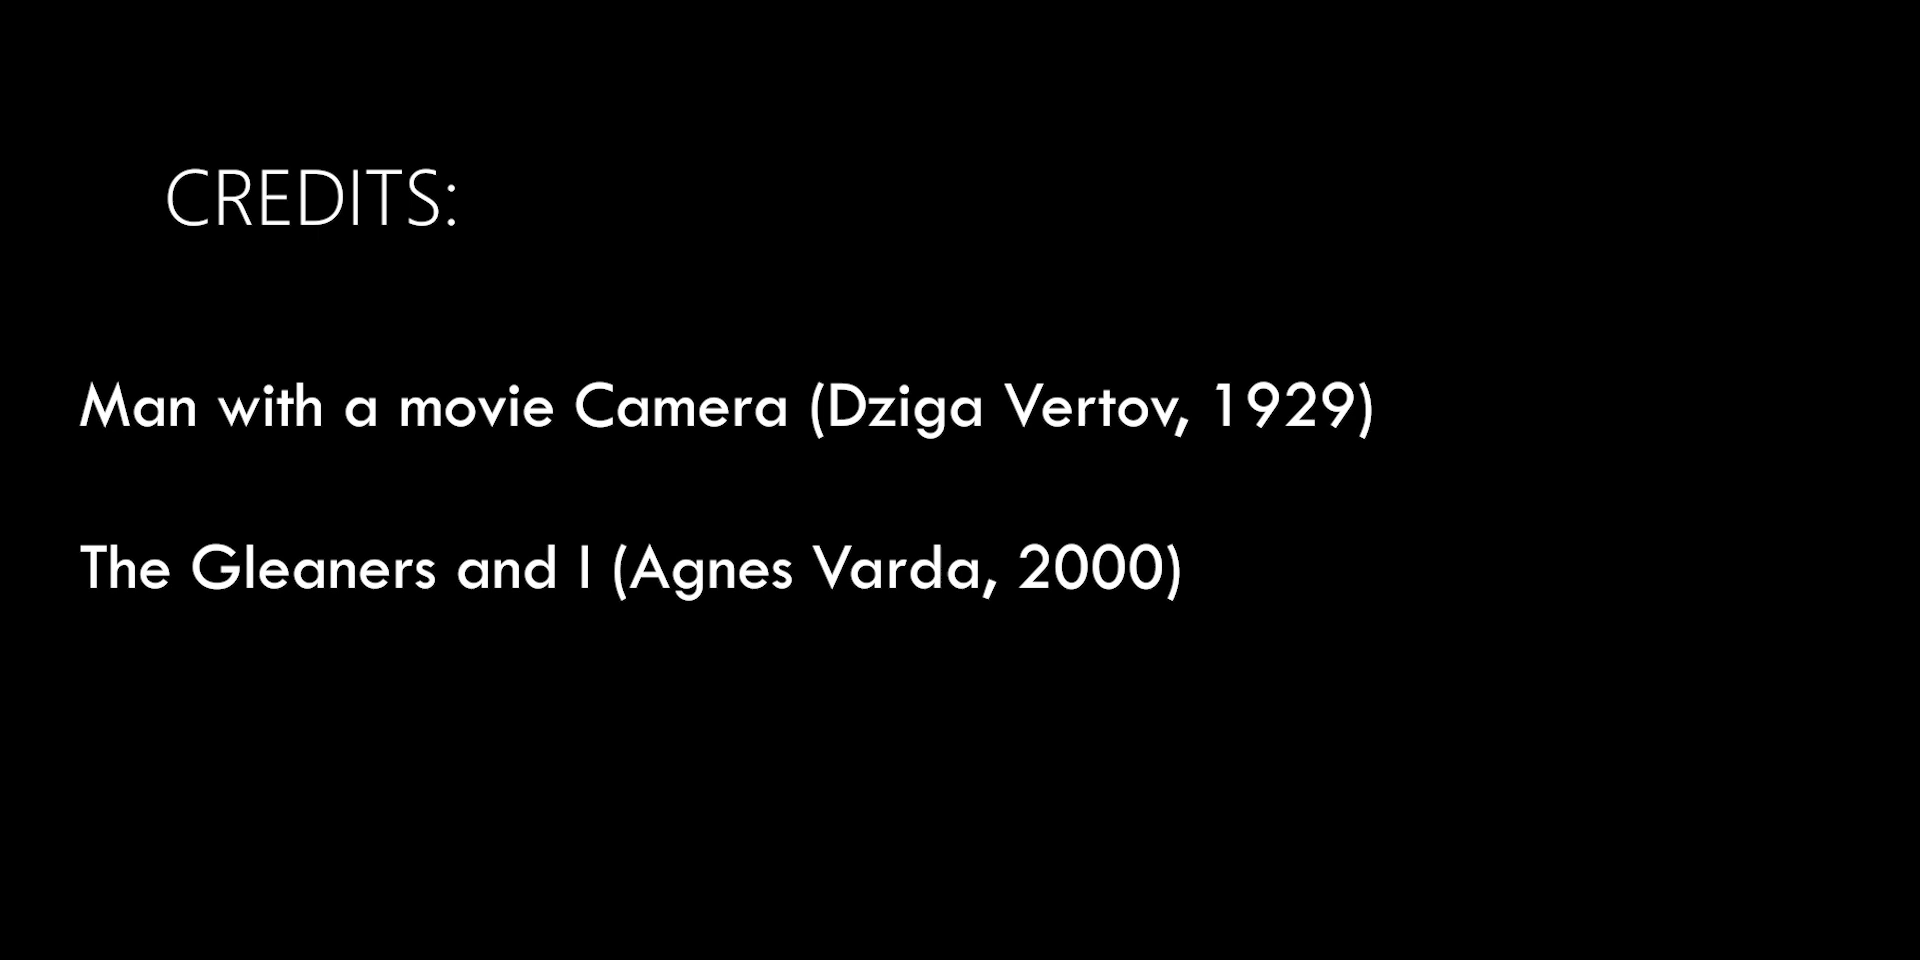 CREDITS:
Man with a movie Camera (Dziga Vertov, 1929)
The Gleaners and I (Agnes Varda, 2000)